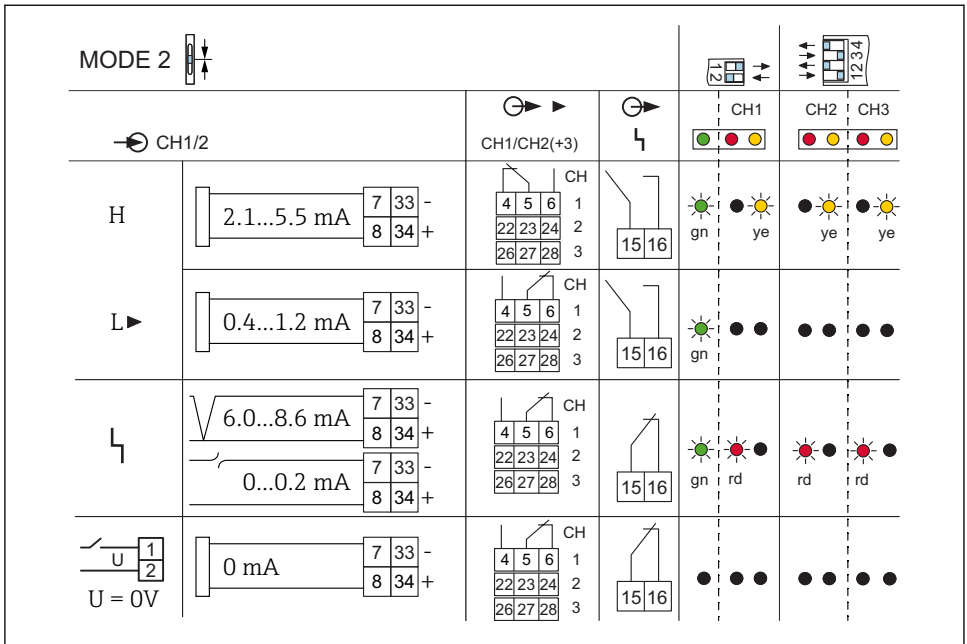 MODE 2
1 2
1 2 3 4
CH1 CH2 CH3
CH1/2 CH1/CH2(+3)
H
2.1...5.5 mA
7 33 -
8 34 +
CH
4 5 6 1
22 23 24 2
26 27 28 3
15 16
gn ye ye ye
L
0.4...1.2 mA
7 33 -
8 34 +
CH
4 5 6 1
22 23 24 2
26 27 28 3
15 16
gn
6.0...8.6 mA
7 33 -
8 34 +
0...0.2 mA
7 33 -
8 34 +
CH
4 5 6 1
22 23 24 2
26 27 28 3
15 16
gn rd rd rd
U
1
2
U = 0V
0 mA
7 33 -
8 34 +
CH
4 5 6 1
22 23 24 2
26 27 28 3
15 16